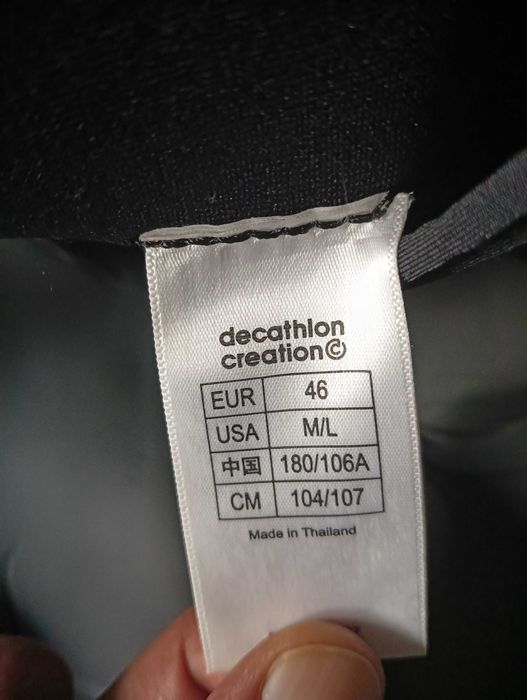 decathlon
creation©
EUR 46
USA M/L
中国 180/106A
CM 104/107
Made in Thailand